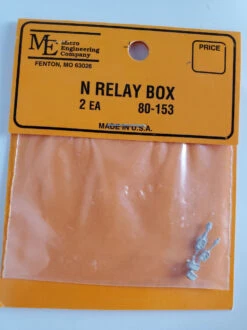 ME Micro
Engineering
Company
FENTON, MO 63026
PRICE
N RELAY BOX
2 EA 80-153
MADE IN U.S.A.